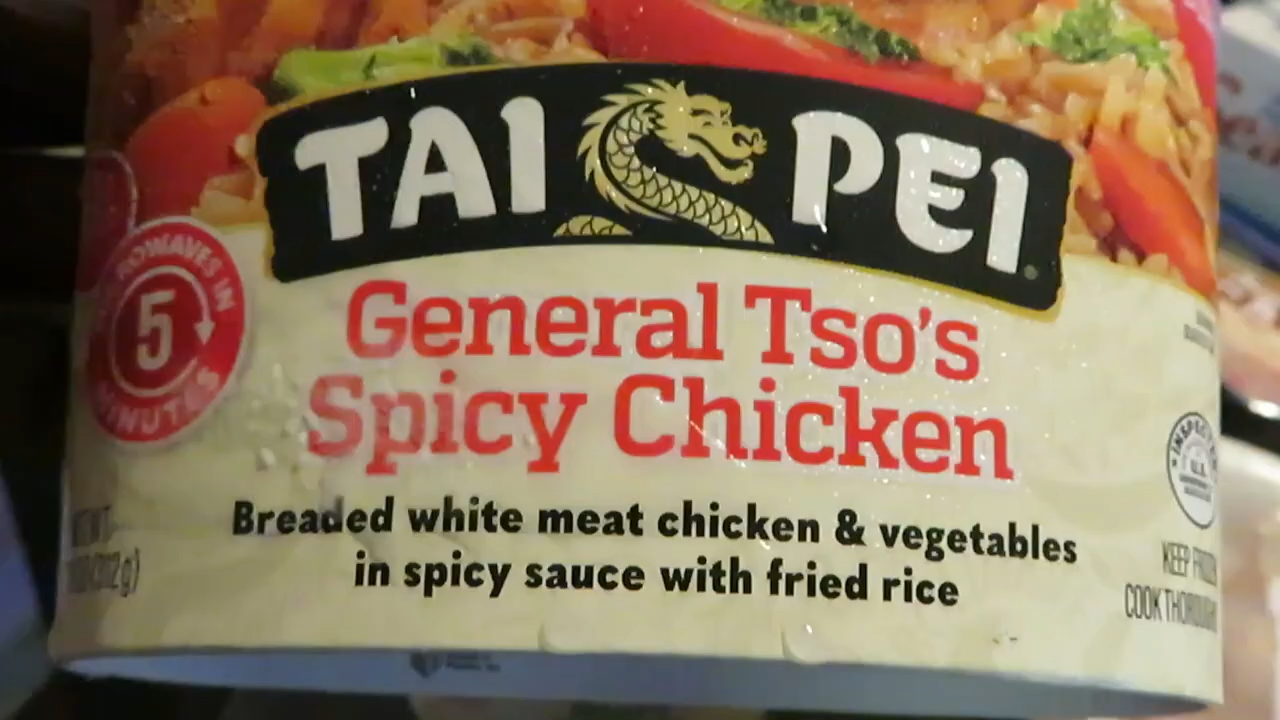 TAI PEI
General Tso's
Spicy Chicken
Breaded white meat chicken & vegetables
in spicy sauce with fried rice
5
MINUTES
KEEP
COOK